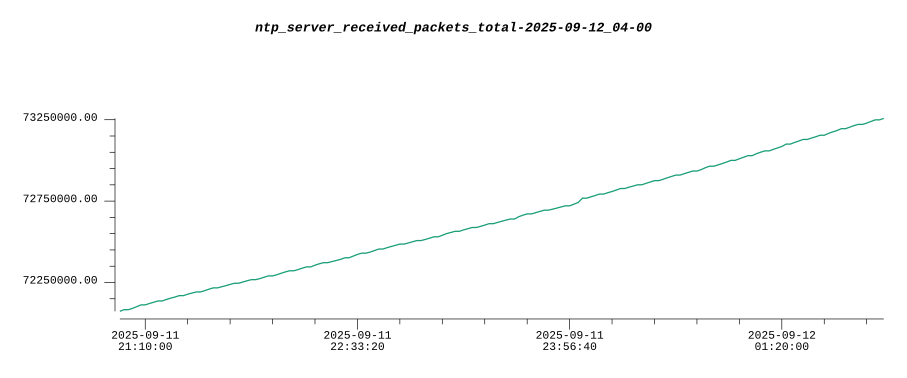 ntp_server_received_packets_total-2025-09-12_04-00
73250000.00
72750000.00
72250000.00
2025-09-11 2025-09-11 2025-09-11 2025-09-12
21:10:00 22:33:20 23:56:40 01:20:00